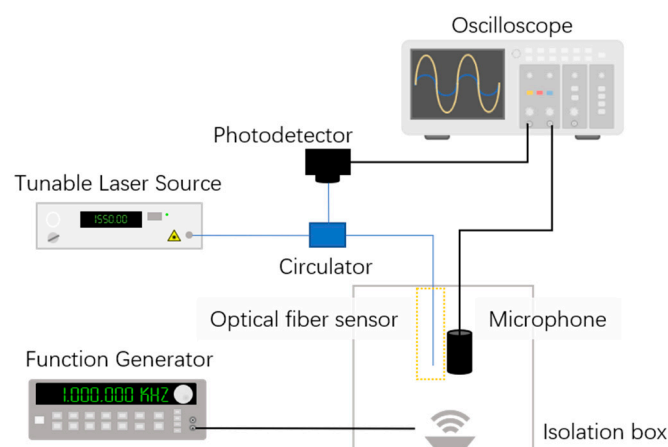 Oscilloscope
Photodetector
Tunable Laser Source
1550.00
Circulator
Optical fiber sensor
Microphone
Function Generator
1.000.000 KHZ
Isolation box